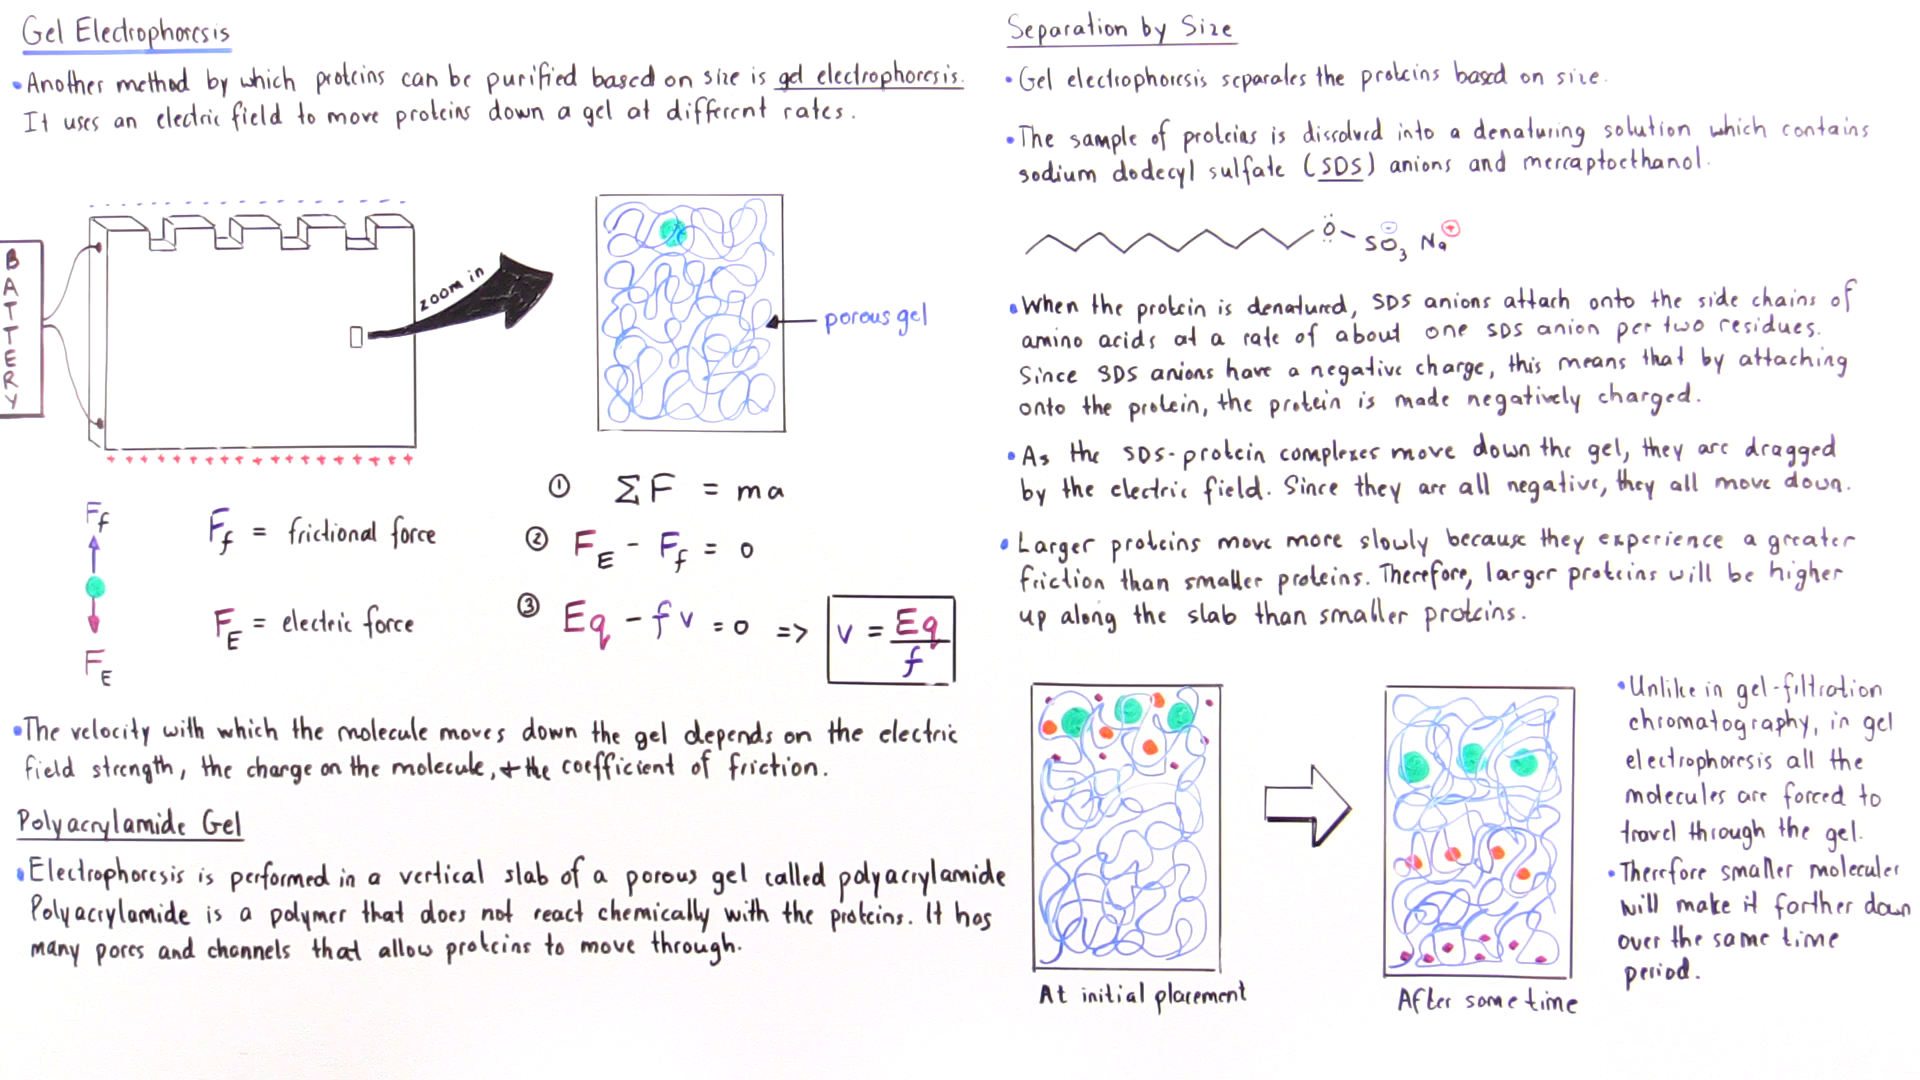 Gel Electrophoresis
•Another method by which proteins can be purified based on size is gel electrophoresis.
It uses an electric field to move proteins down a gel at different rates.
BATTERY
zoom in
porous gel
Ff
FE
Ff = frictional force
FE = electric force
① ΣF = ma
② FE - Ff = 0
③ Eq - fv = 0 => v = Eq/f
•The velocity with which the molecule moves down the gel depends on the electric
field strength, the charge on the molecule, + the coefficient of friction.
Polyacrylamide Gel
•Electrophoresis is performed in a vertical slab of a porous gel called polyacrylamide
Polyacrylamide is a polymer that does not react chemically with the proteins. It has
many pores and channels that allow proteins to move through.
Separation by Size
•Gel electrophoresis separates the proteins based on size.
•The sample of proteins is dissolved into a denaturing solution which contains
sodium dodecyl sulfate (SDS) anions and mercaptoethanol.
O - SO3⊖ Na⊕
•When the protein is denatured, SDS anions attach onto the side chains of
amino acids at a rate of about one SDS anion per two residues.
Since SDS anions have a negative charge, this means that by attaching
onto the protein, the protein is made negatively charged.
•As the SDS-protein complexes move down the gel, they are dragged
by the electric field. Since they are all negative, they all move down.
•Larger proteins move more slowly because they experience a greater
friction than smaller proteins. Therefore, larger proteins will be higher
up along the slab than smaller proteins.
At initial placement
After some time
•Unlike in gel-filtration
chromatography, in gel
electrophoresis all the
molecules are forced to
travel through the gel.
•Therefore smaller molecules
will make it farther down
over the same time
period.